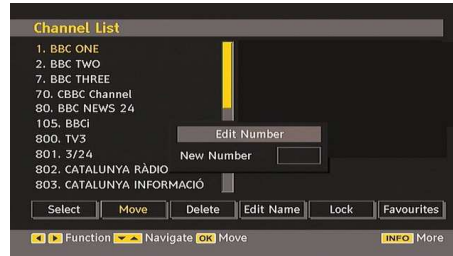 Channel List
1. BBC ONE
2. BBC TWO
7. BBC THREE
70. CBBC Channel
80. BBC NEWS 24
105. BBCi
800. TV3
801. 3/24
802. CATALUNYA RÀDIO
803. CATALUNYA INFORMACIÓ
Edit Number
New Number
Select Move Delete Edit Name Lock Favourites
Function Navigate OK Move INFO More